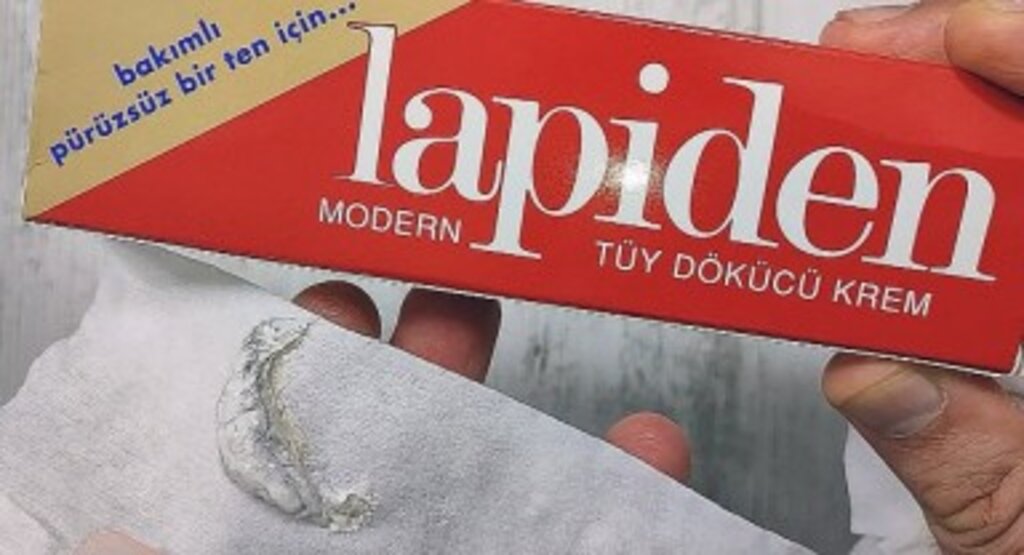 bakımlı
pürüzsüz bir ten için...
lapiden
MODERN
TÜY DÖKÜCÜ KREM